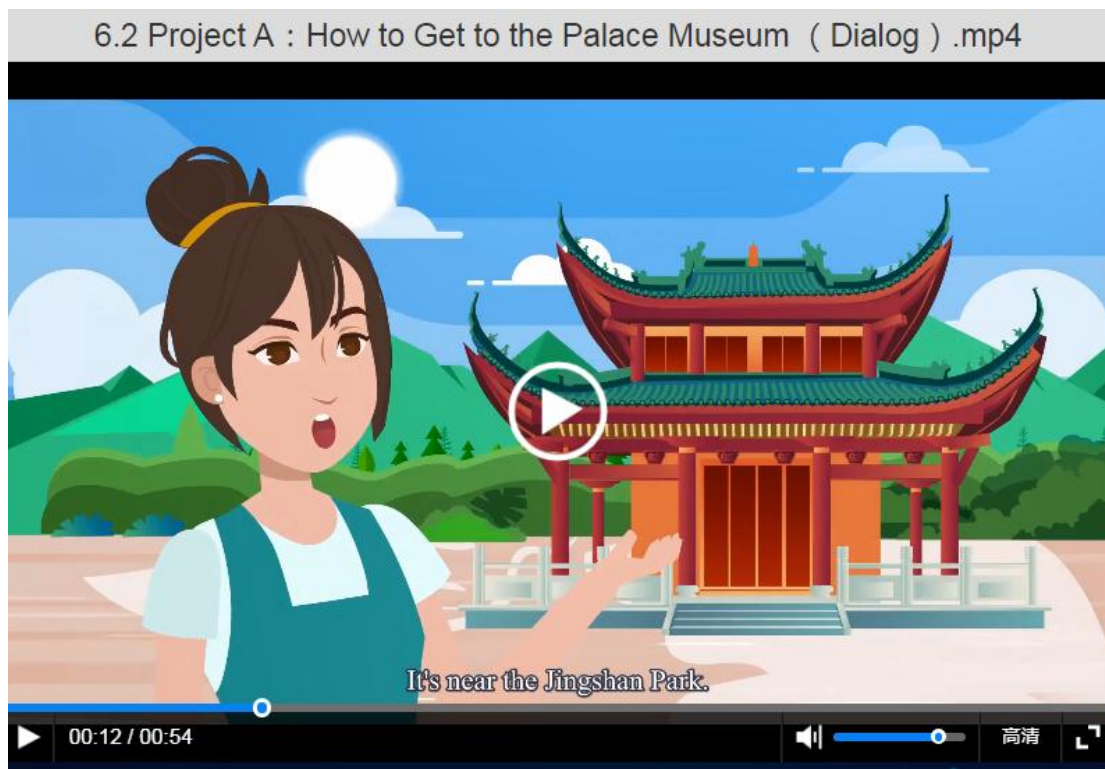 6.2 Project A：How to Get to the Palace Museum （Dialog）.mp4
It's near the Jingshan Park.
00:12 / 00:54
高清